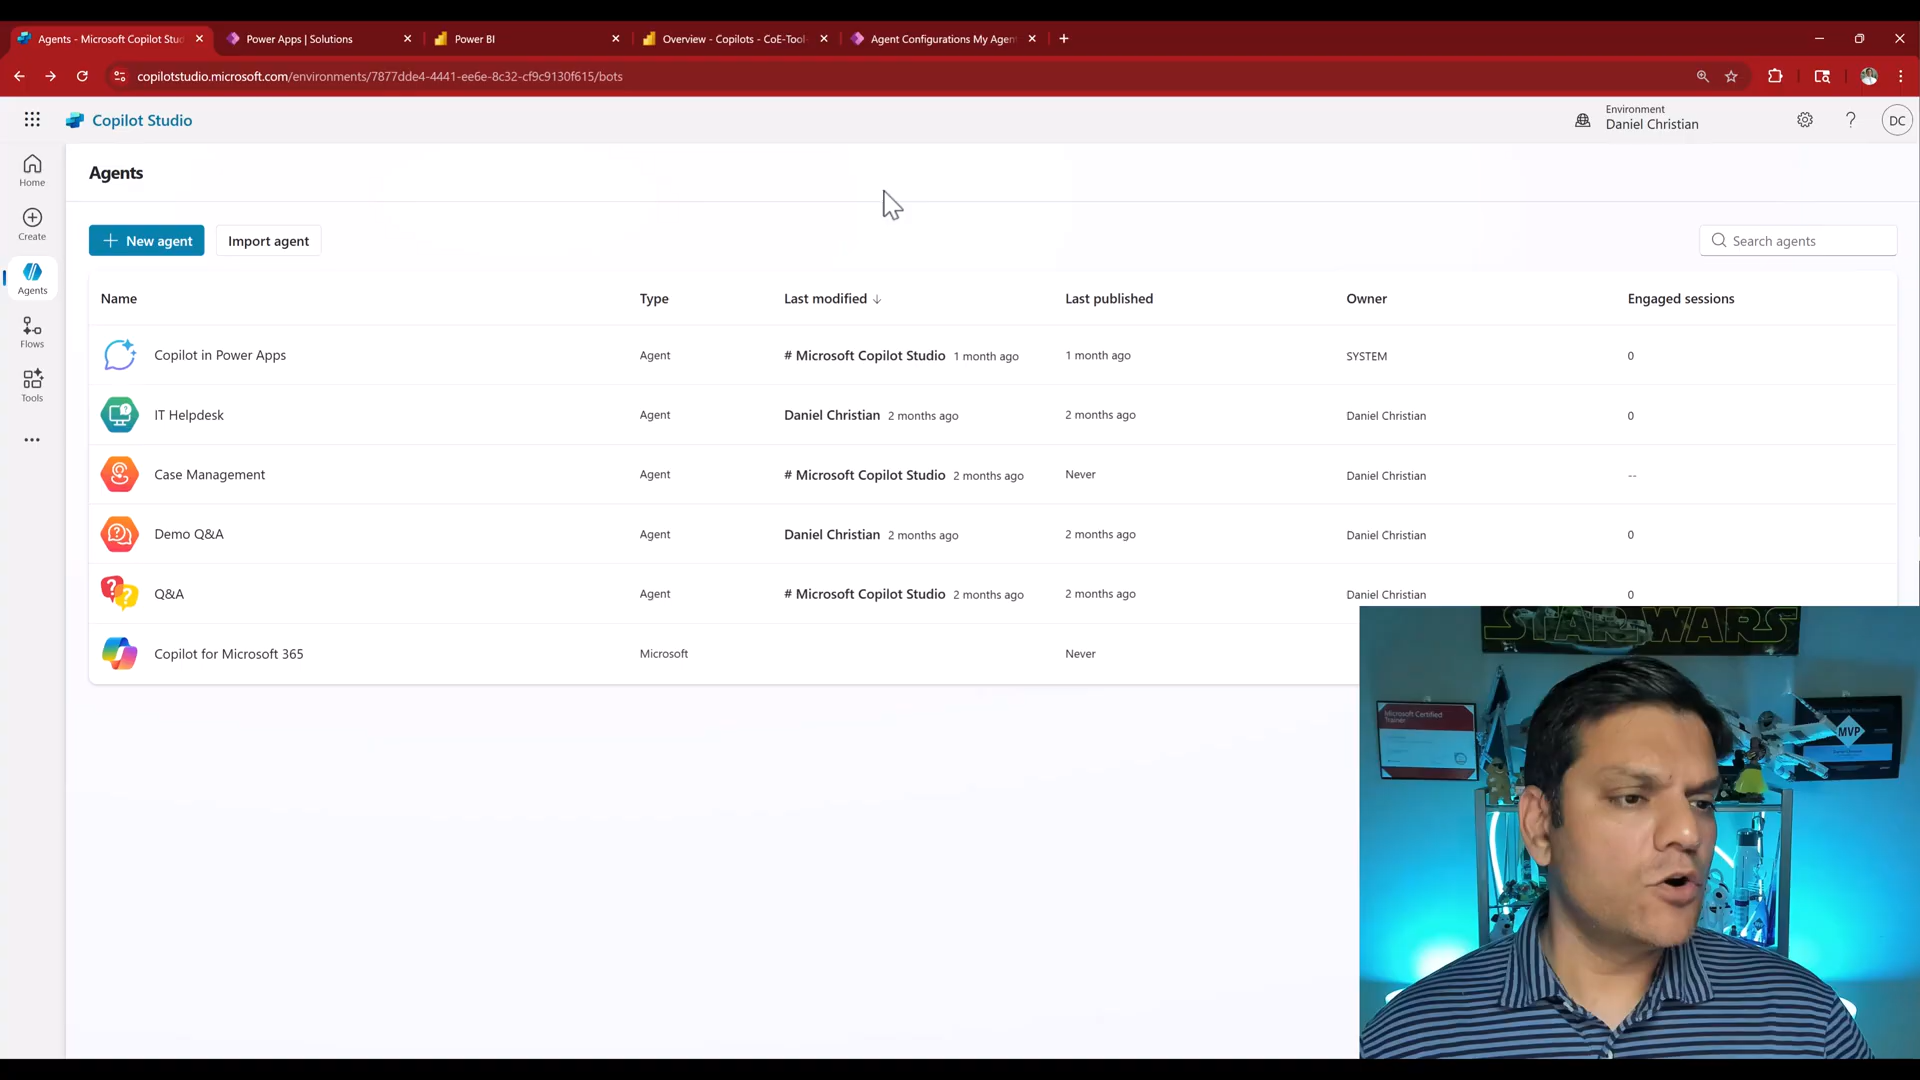 Agents - Microsoft Copilot Stud
Power Apps | Solutions
Power BI
Overview - Copilots - CoE-Tool
Agent Configurations My Agen
copilotstudio.microsoft.com/environments/7877dde4-4441-ee6e-8c32-cf9c9130f615/bots
Copilot Studio
Environment
Daniel Christian
DC
Home
Create
Agents
Flows
Tools
Agents
New agent
Import agent
Search agents
Name Type Last modified ↓ Last published Owner Engaged sessions
Copilot in Power Apps Agent # Microsoft Copilot Studio 1 month ago 1 month ago SYSTEM 0
IT Helpdesk Agent Daniel Christian 2 months ago 2 months ago Daniel Christian 0
Case Management Agent # Microsoft Copilot Studio 2 months ago Never Daniel Christian --
Demo Q&A Agent Daniel Christian 2 months ago 2 months ago Daniel Christian 0
Q&A Agent # Microsoft Copilot Studio 2 months ago 2 months ago Daniel Christian 0
Copilot for Microsoft 365 Microsoft Never
STAR WARS
Microsoft Certified
Trainer
MVP